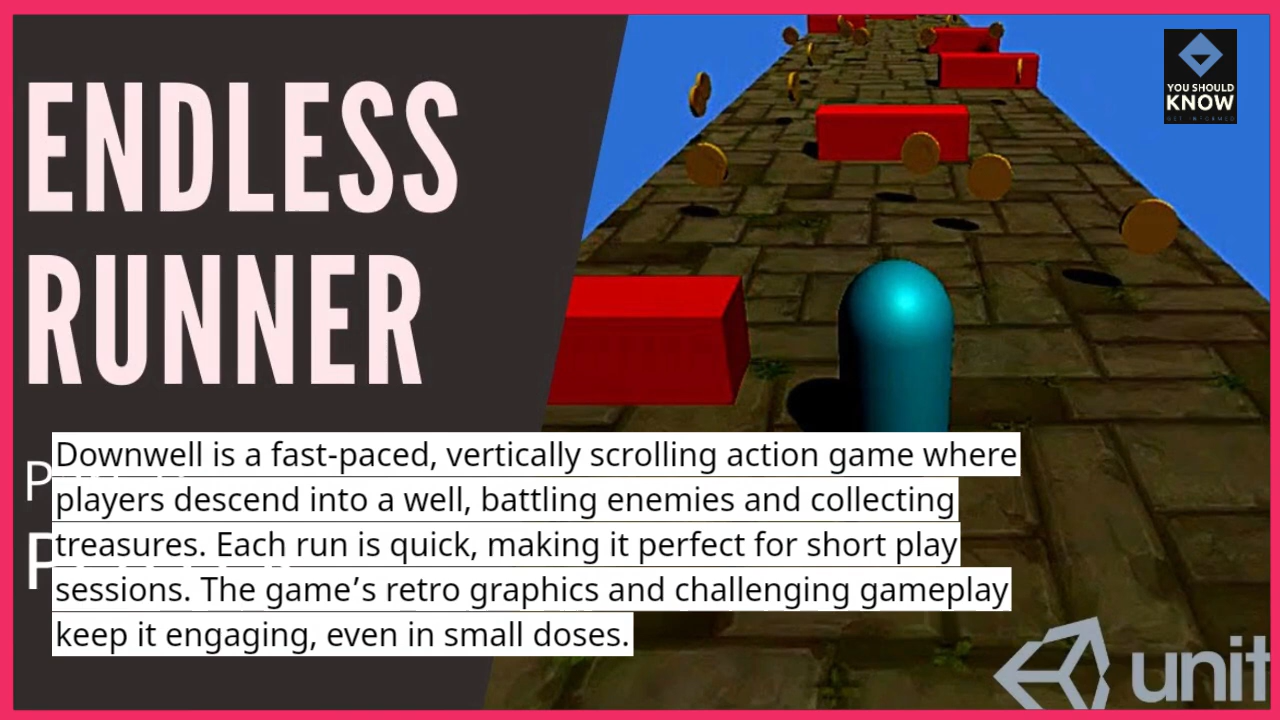 ENDLESS
RUNNER
YOU SHOULD
KNOW
GET INFORMED
Downwell is a fast-paced, vertically scrolling action game where
players descend into a well, battling enemies and collecting
treasures. Each run is quick, making it perfect for short play
sessions. The game’s retro graphics and challenging gameplay
keep it engaging, even in small doses.
unit